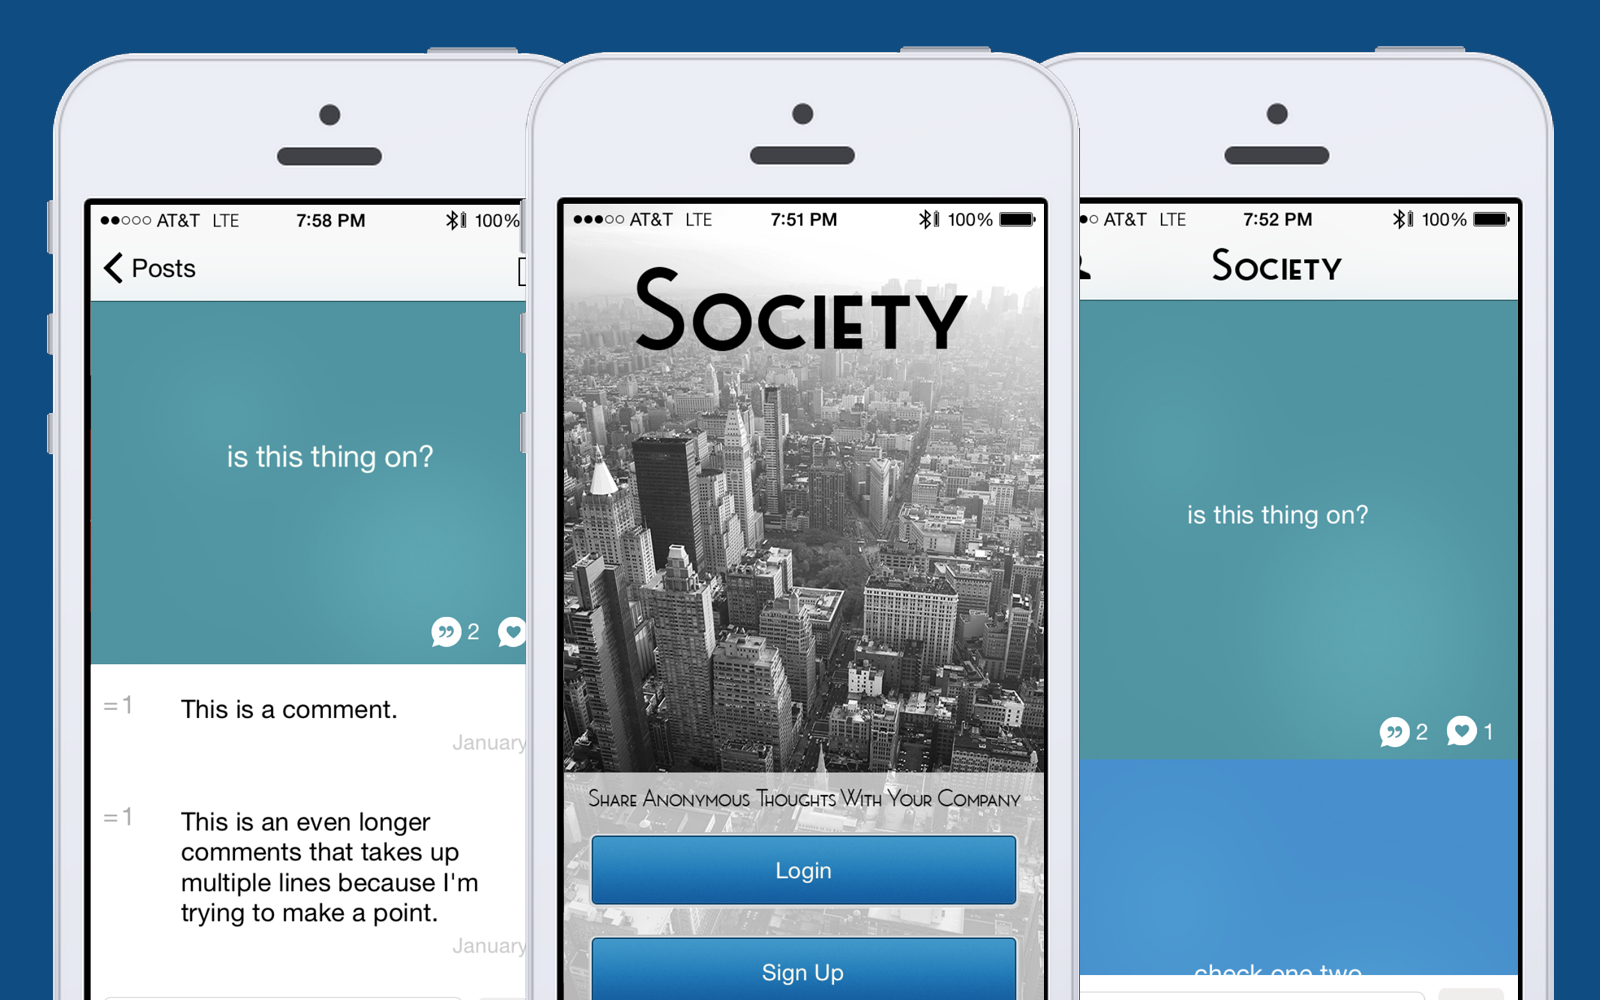 AT&T LTE 7:58 PM 100%
Posts
is this thing on?
2
=1 This is a comment.
January
=1 This is an even longer
comments that takes up
multiple lines because I'm
trying to make a point.
January
AT&T LTE 7:51 PM 100%
Society
Share Anonymous Thoughts With Your Company
Login
Sign Up
AT&T LTE 7:52 PM 100%
Society
is this thing on?
2 1
check one two